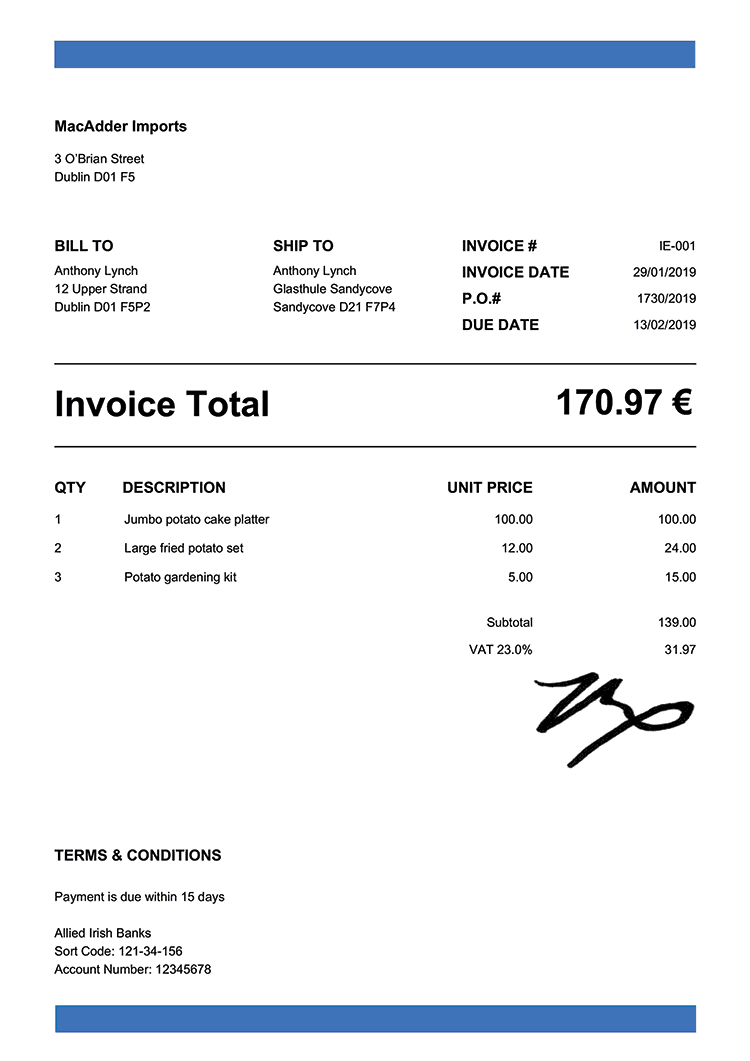 MacAdder Imports
3 O'Brian Street
Dublin D01 F5
BILL TO
Anthony Lynch
12 Upper Strand
Dublin D01 F5P2
SHIP TO
Anthony Lynch
Glasthule Sandycove
Sandycove D21 F7P4
INVOICE # IE-001
INVOICE DATE 29/01/2019
P.O.# 1730/2019
DUE DATE 13/02/2019
Invoice Total 170.97 €
QTY DESCRIPTION UNIT PRICE AMOUNT
1 Jumbo potato cake platter 100.00 100.00
2 Large fried potato set 12.00 24.00
3 Potato gardening kit 5.00 15.00
Subtotal 139.00
VAT 23.0% 31.97
TERMS & CONDITIONS
Payment is due within 15 days
Allied Irish Banks
Sort Code: 121-34-156
Account Number: 12345678